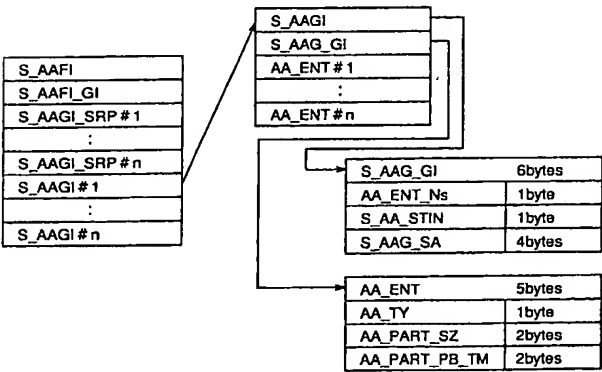 S_AAFI
S_AAFI_GI
S_AAGI_SRP#1
:
S_AAGI_SRP#n
S_AAGI#1
:
S_AAGI#n
S_AAGI
S_AAG_GI
AA_ENT#1
:
AA_ENT#n
S_AAG_GI 6bytes
AA_ENT_Ns 1byte
S_AA_STIN 1byte
S_AAG_SA 4bytes
AA_ENT 5bytes
AA_TY 1byte
AA_PART_SZ 2bytes
AA_PART_PB_TM 2bytes